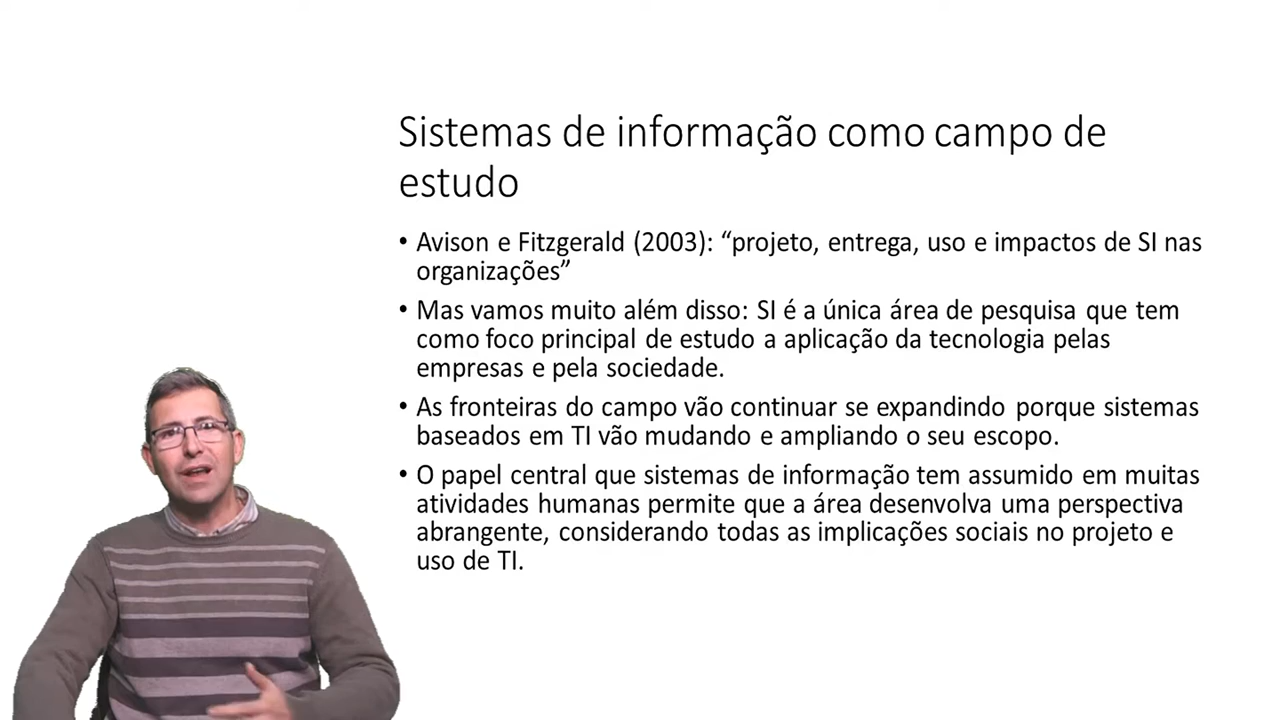 Sistemas de informação como campo de
estudo
• Avison e Fitzgerald (2003): “projeto, entrega, uso e impactos de SI nas
organizações”
• Mas vamos muito além disso: SI é a única área de pesquisa que tem
como foco principal de estudo a aplicação da tecnologia pelas
empresas e pela sociedade.
• As fronteiras do campo vão continuar se expandindo porque sistemas
baseados em TI vão mudando e ampliando o seu escopo.
• O papel central que sistemas de informação tem assumido em muitas
atividades humanas permite que a área desenvolva uma perspectiva
abrangente, considerando todas as implicações sociais no projeto e
uso de TI.